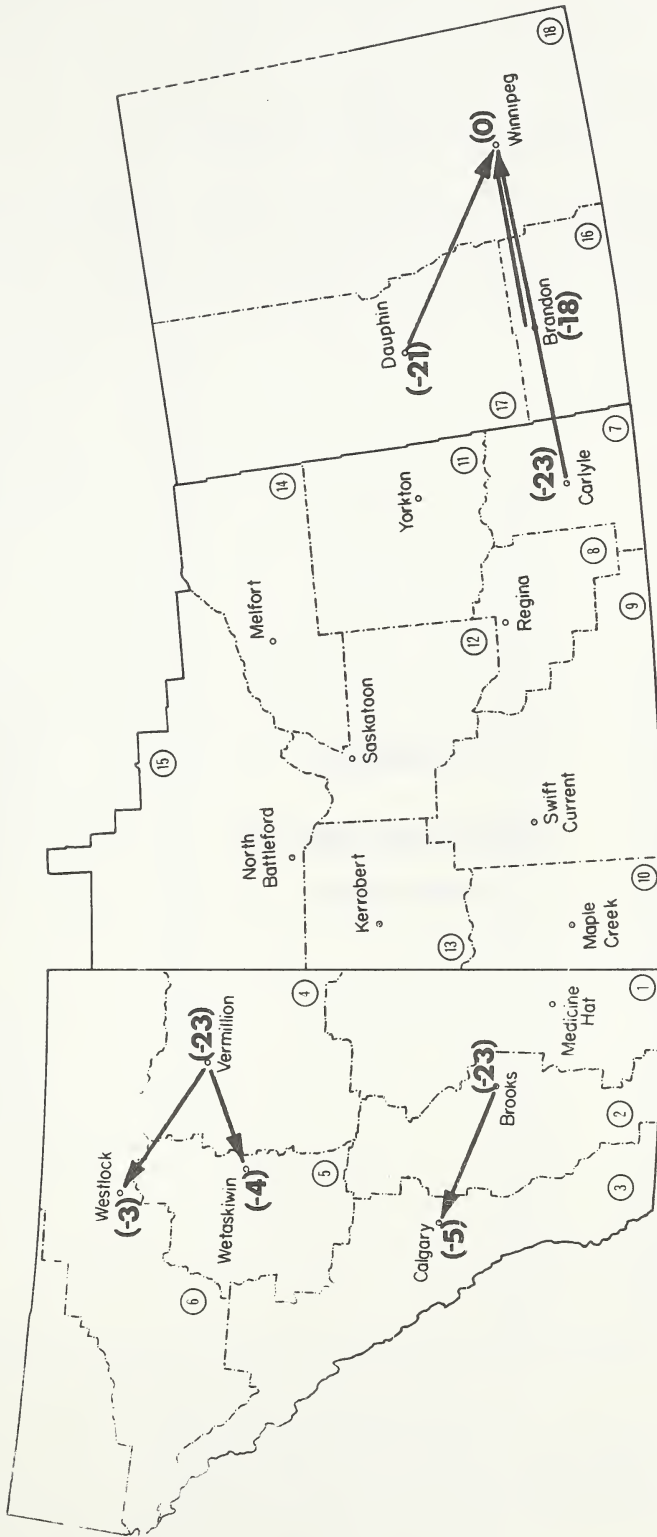 Westlock
(-3)
(-23)
Vermillion
Wetaskiwin
(-4)
6
5
4
Calgary
(-5)
(-23)
Brooks
Medicine
Hat
3
2
1
15
North
Battleford
Melfort
14
Kerrobert
Saskatoon
Yorkton
13
12
11
Maple
Creek
Swift
Current
Regina
(-23)
Carlyle
10
9
8
7
Dauphin
(-21)
(0)
Winnipeg
17
Brandon
(-18)
16
18